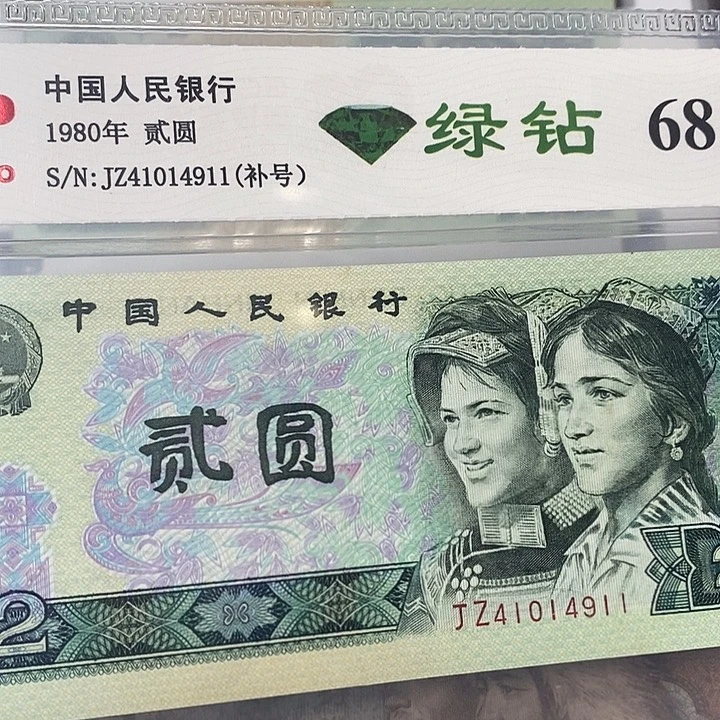 中国人民银行
1980年 贰圆
S/N:JZ41014911(补号)
绿钻
68
中国人民银行
贰圆
JZ41014911
2